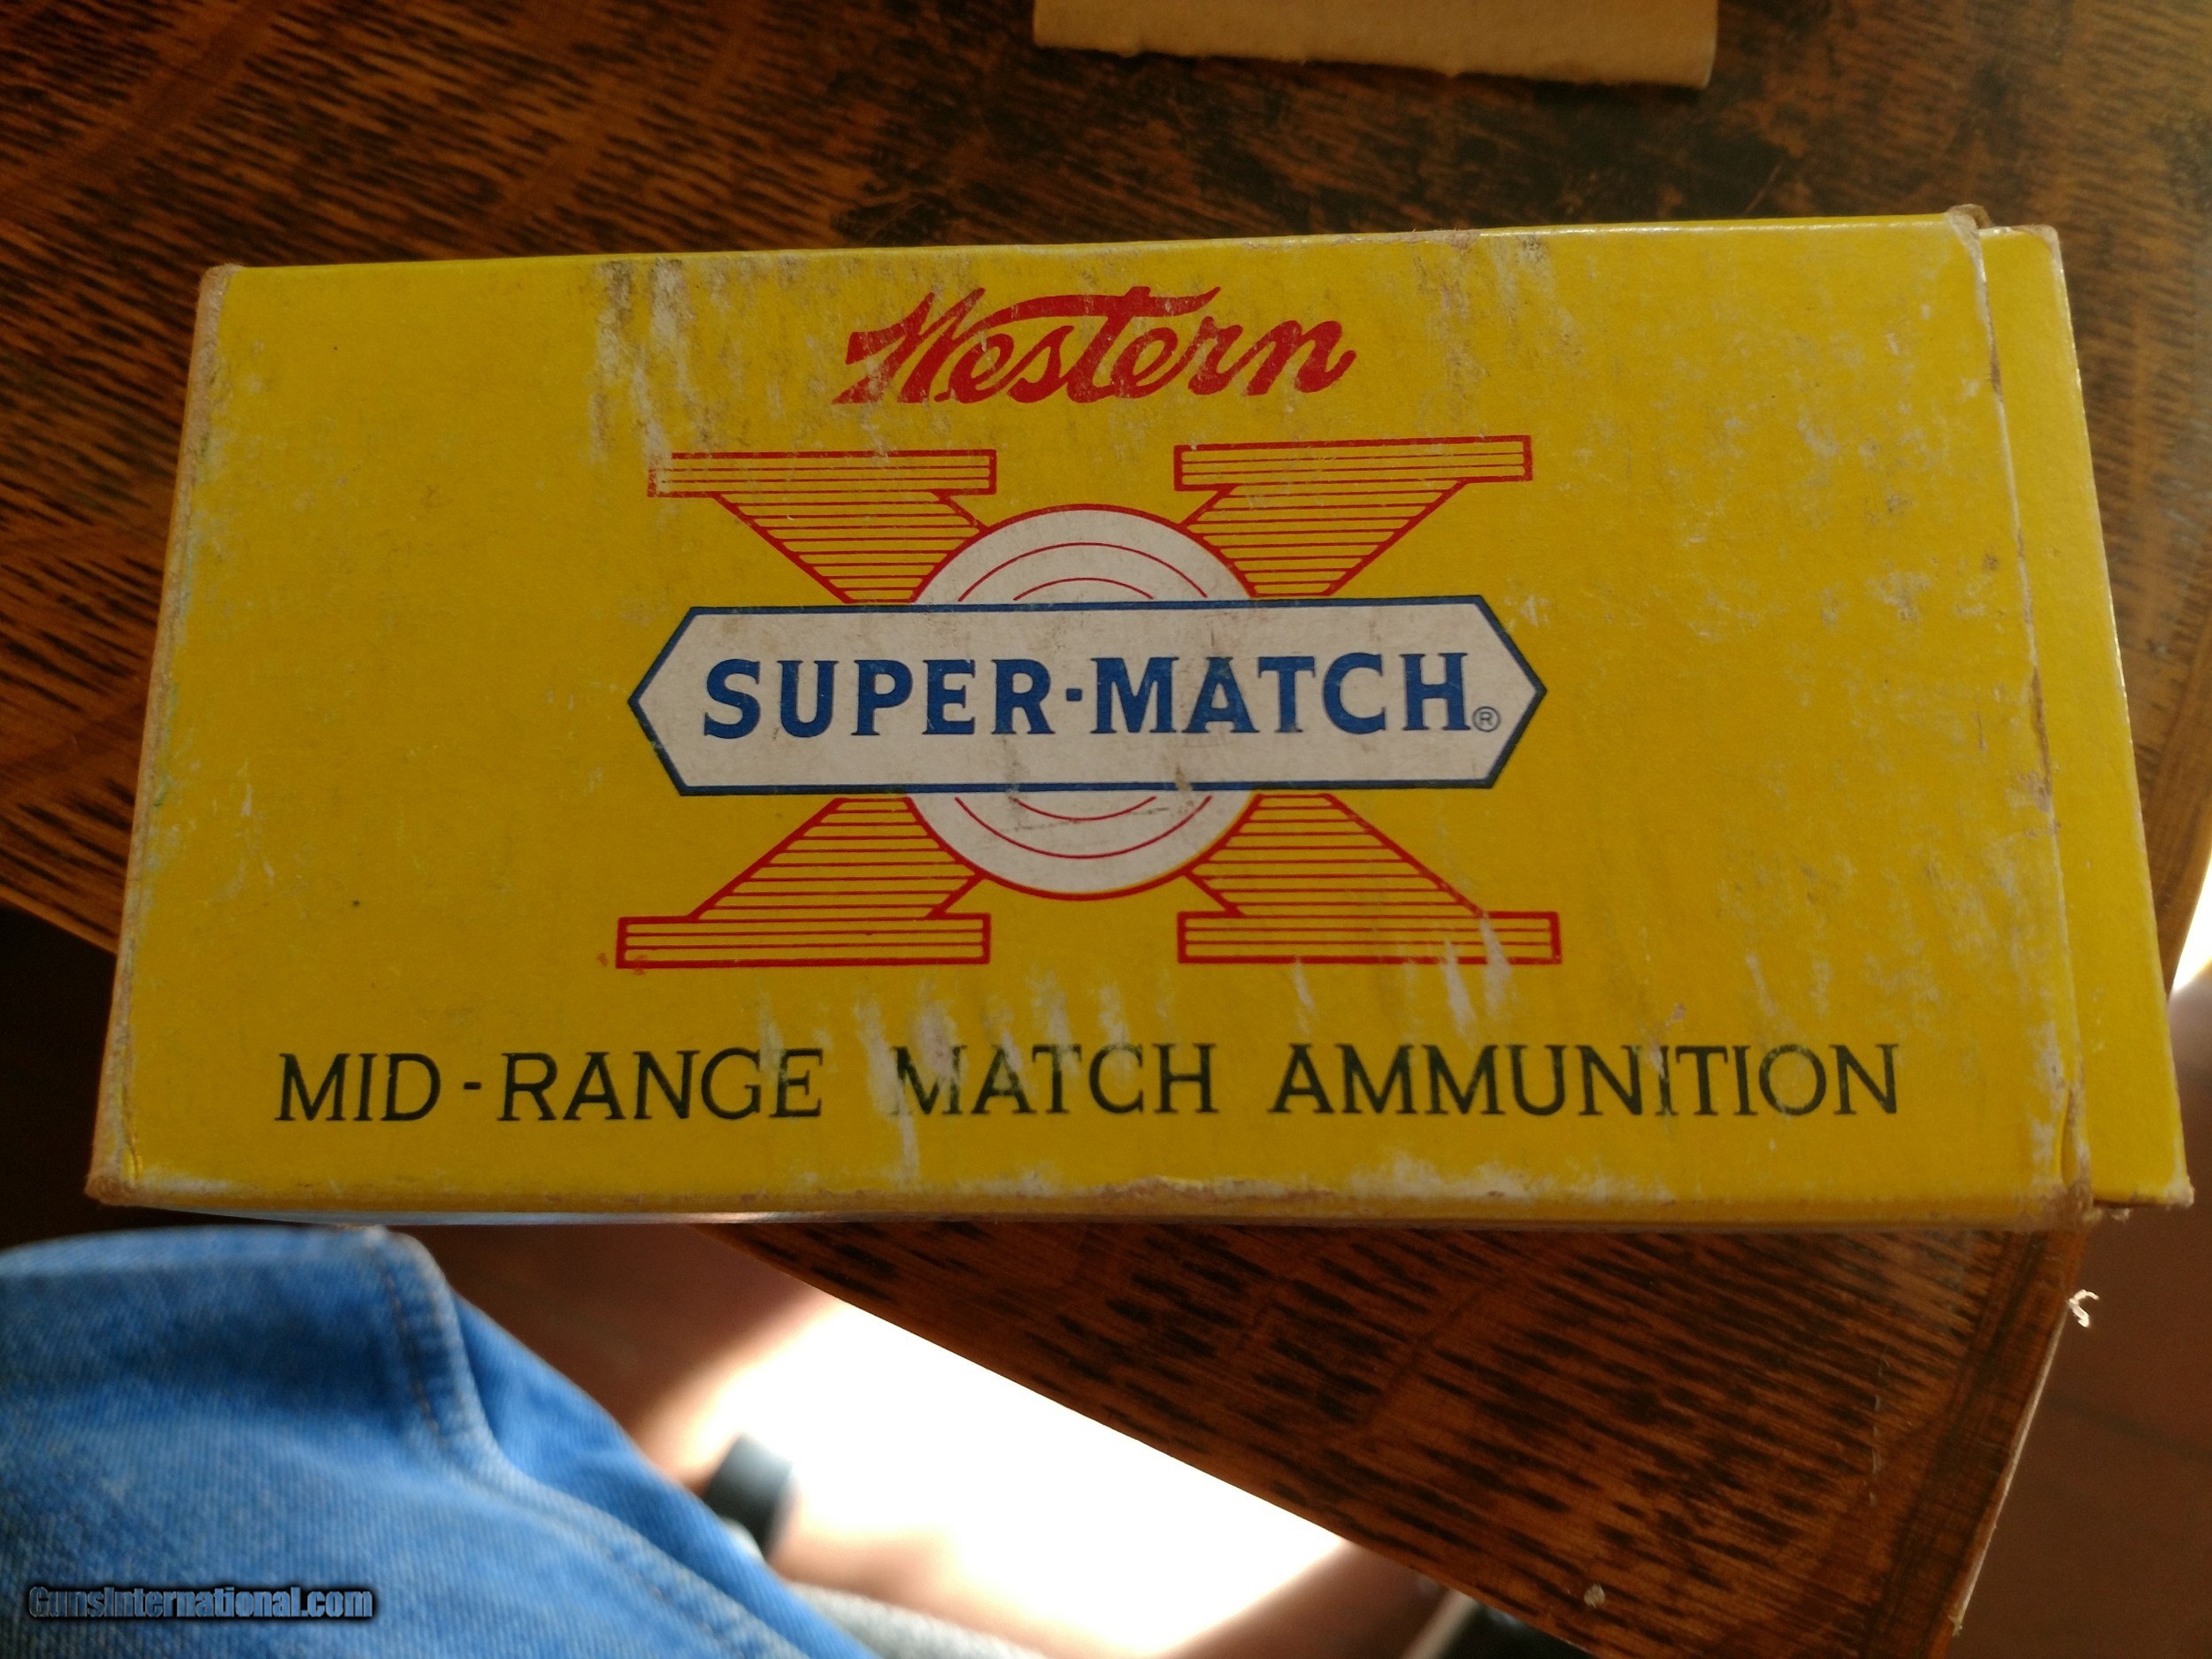 Western
SUPER-MATCH®
MID-RANGE MATCH AMMUNITION
GunsInternational.com